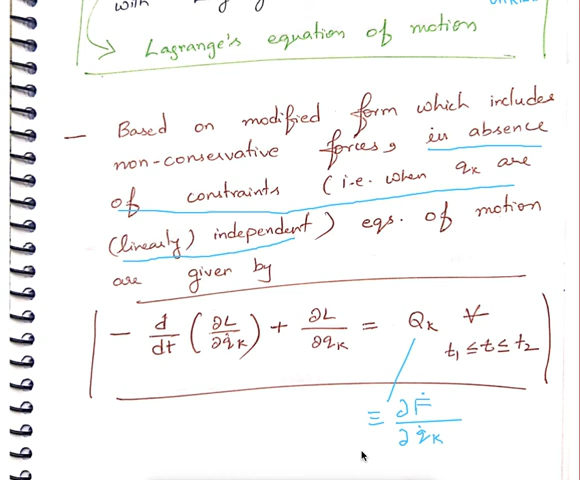 with
Lagrange's equation of motion
— Based on modified form which includes
non-conservative forces, in absence
of constraints (i.e. when qₖ are
(linearly) independent) eqs. of motion
are given by
− d/dt (∂L/∂q̇ₖ) + ∂L/∂qₖ = Qₖ ∀
t₁ ≤ t ≤ t₂
≡ ∂Ḟ/∂q̇ₖ